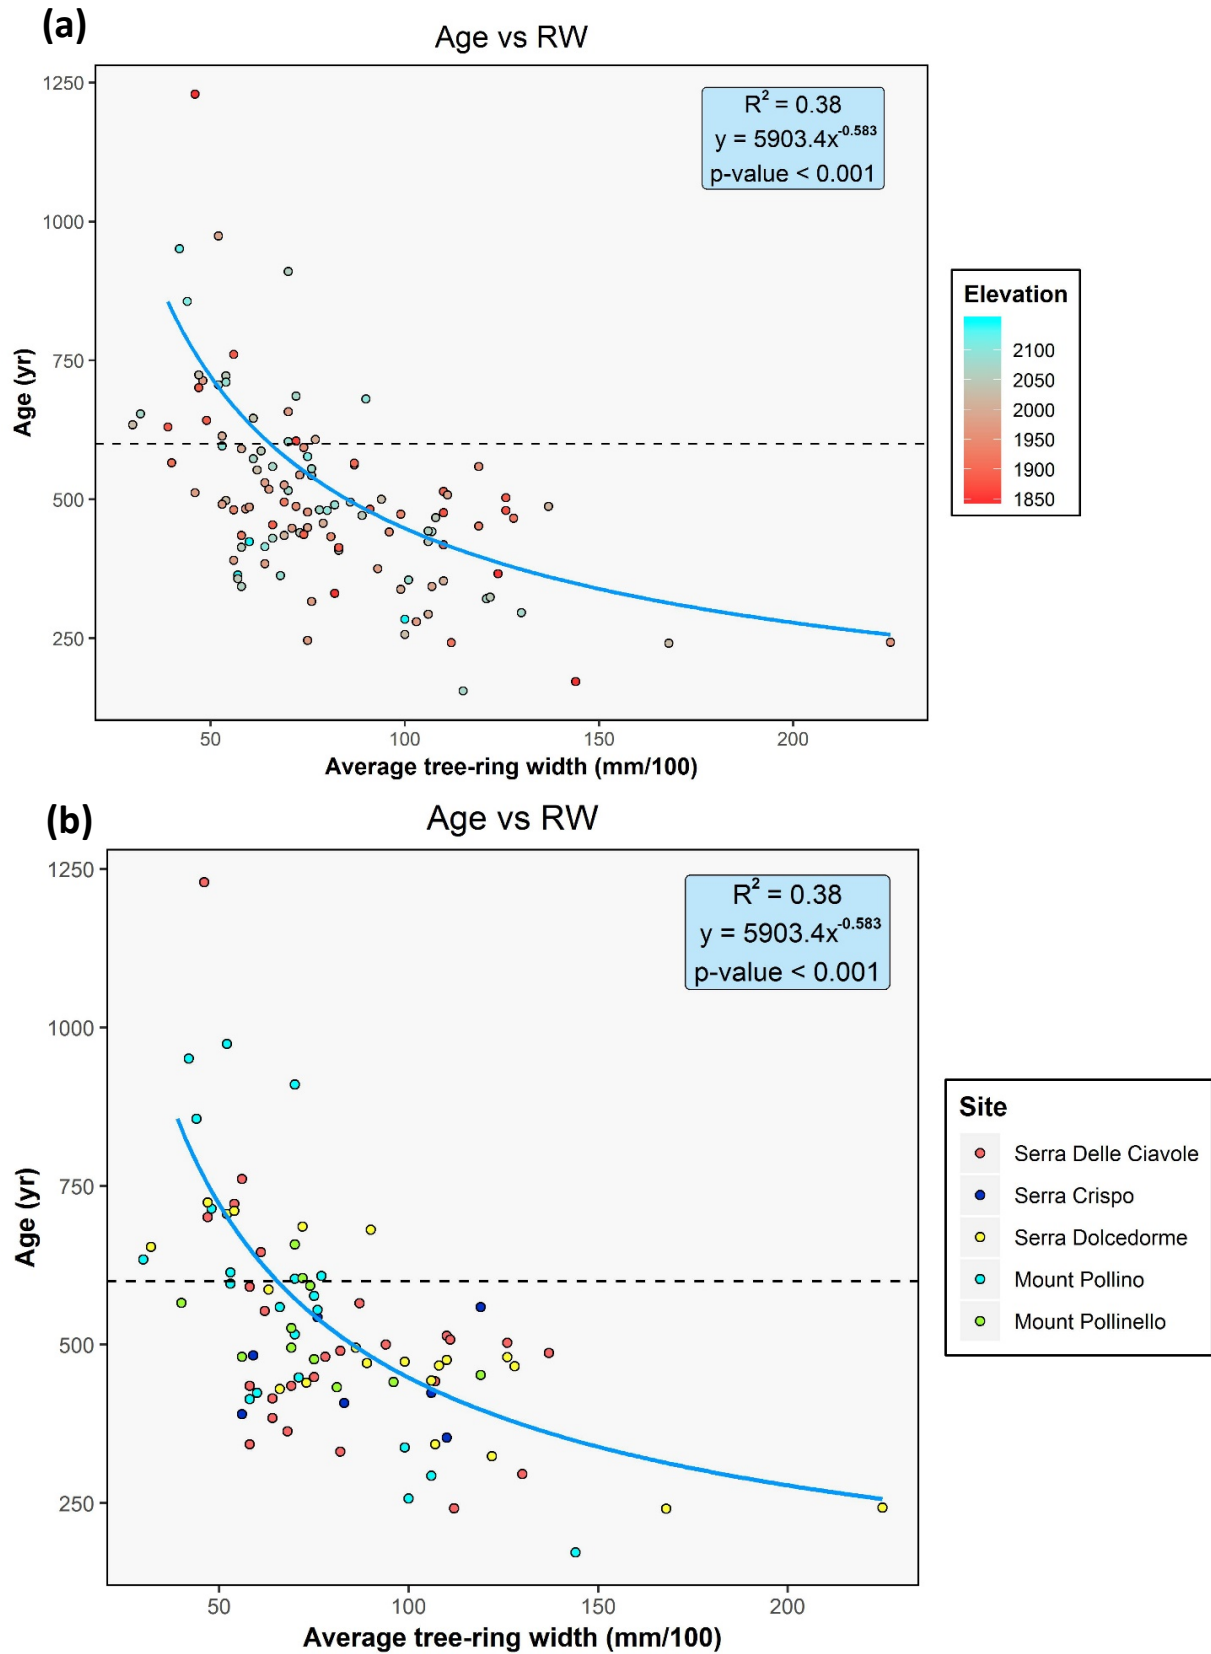 (a)
Age vs RW
R² = 0.38
y = 5903.4x⁻⁰·⁵⁸³
p-value < 0.001
1250
1000
750
500
250
Age (yr)
50 100 150 200
Average tree-ring width (mm/100)
Elevation
2100
2050
2000
1950
1900
1850
(b)
Age vs RW
R² = 0.38
y = 5903.4x⁻⁰·⁵⁸³
p-value < 0.001
1250
1000
750
500
250
Age (yr)
50 100 150 200
Average tree-ring width (mm/100)
Site
Serra Delle Ciavole
Serra Crispo
Serra Dolcedorme
Mount Pollino
Mount Pollinello